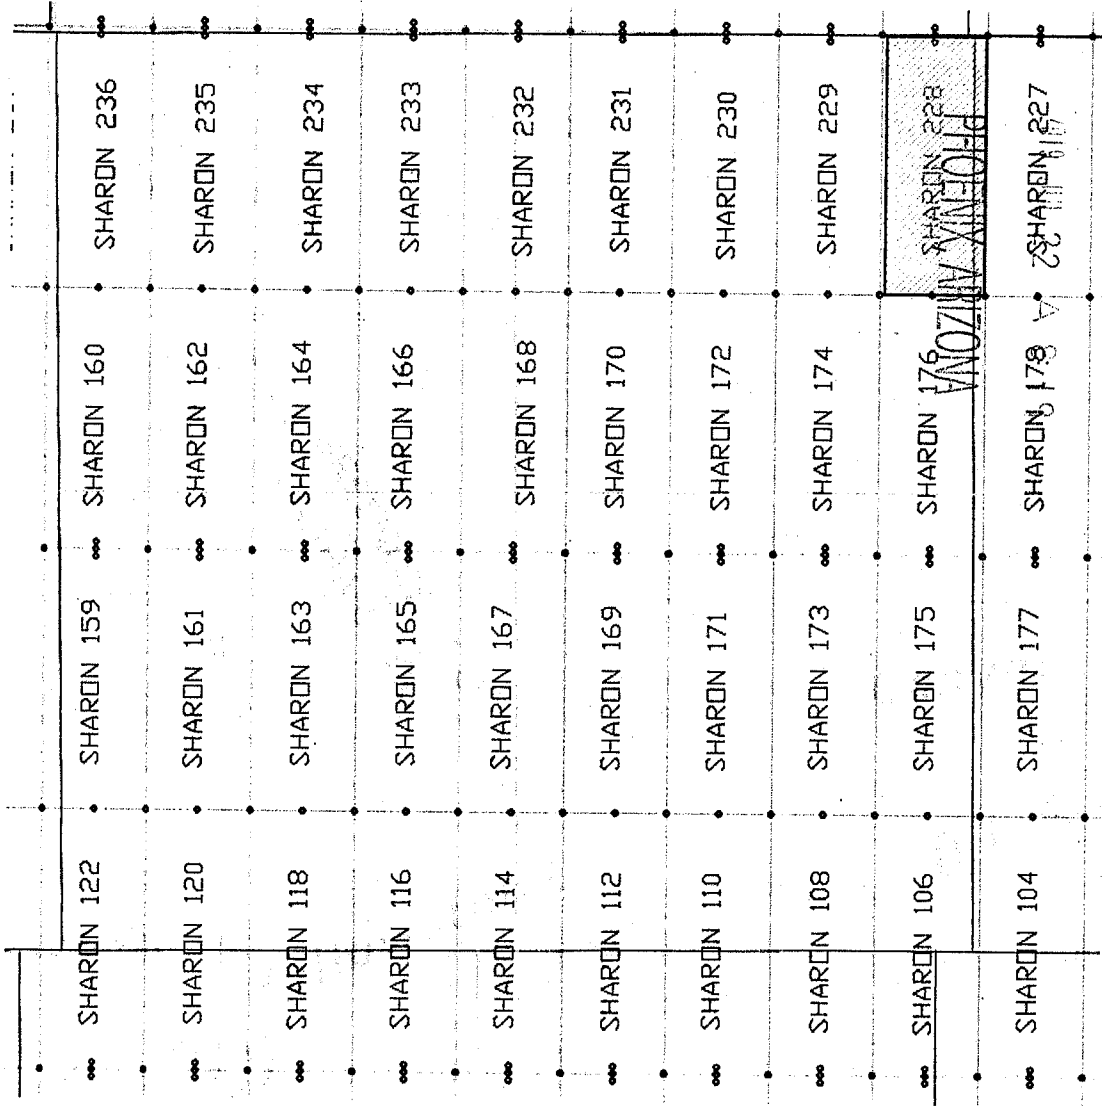 SHARON 236
SHARON 235
SHARON 234
SHARON 233
SHARON 232
SHARON 231
SHARON 230
SHARON 229
SHARON 228
SHARON 227
PHOENIX ARIZONA
SHARON 160
SHARON 162
SHARON 164
SHARON 166
SHARON 168
SHARON 170
SHARON 172
SHARON 174
SHARON 176
SHARON 178
SHARON 159
SHARON 161
SHARON 163
SHARON 165
SHARON 167
SHARON 169
SHARON 171
SHARON 173
SHARON 175
SHARON 177
SHARON 122
SHARON 120
SHARON 118
SHARON 116
SHARON 114
SHARON 112
SHARON 110
SHARON 108
SHARON 106
SHARON 104